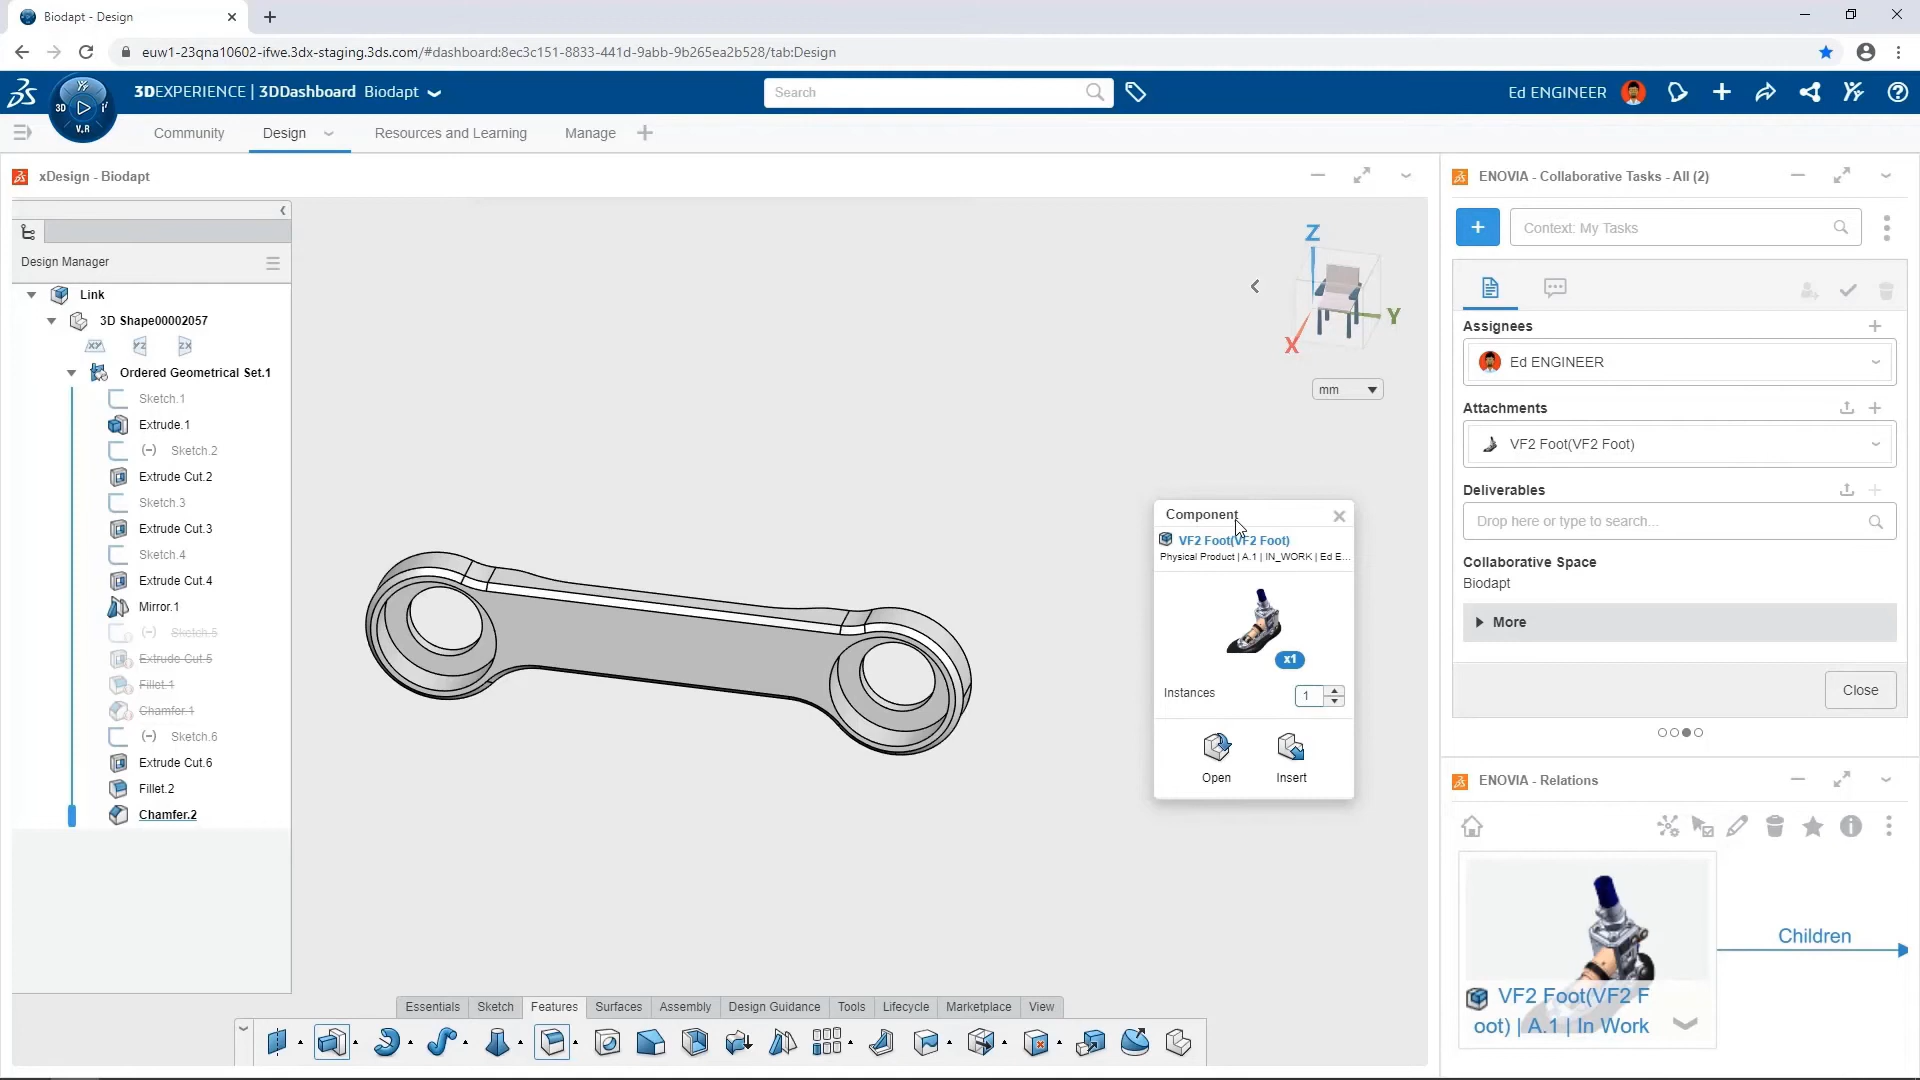 Biodapt - Design
euw1-23qna10602-ifwe.3dx-staging.3ds.com/#dashboard:8ec3c151-8833-441d-9abb-9b265ea2b528/tab:Design
3D
V.R
3DEXPERIENCE | 3DDashboard Biodapt
Search
Ed ENGINEER
Community
Design
Resources and Learning
Manage
xDesign - Biodapt
Design Manager
Link
3D Shape00002057
XY YZ ZX
Ordered Geometrical Set.1
Sketch.1
Extrude.1
(-) Sketch.2
Extrude Cut.2
Sketch.3
Extrude Cut.3
Sketch.4
Extrude Cut.4
Mirror.1
(-) Sketch.5
Extrude Cut.5
Fillet.1
Chamfer.1
(-) Sketch.6
Extrude Cut.6
Fillet.2
Chamfer.2
Z
Y
X
mm
Component
VF2 Foot(VF2 Foot)
Physical Product | A.1 | IN_WORK | Ed E...
x1
Instances
1
Open
Insert
Essentials
Sketch
Features
Surfaces
Assembly
Design Guidance
Tools
Lifecycle
Marketplace
View
ENOVIA - Collaborative Tasks - All (2)
Context: My Tasks
Assignees
Ed ENGINEER
Attachments
VF2 Foot(VF2 Foot)
Deliverables
Drop here or type to search...
Collaborative Space
Biodapt
More
Close
ENOVIA - Relations
Children
VF2 Foot(VF2 F
oot) | A.1 | In Work